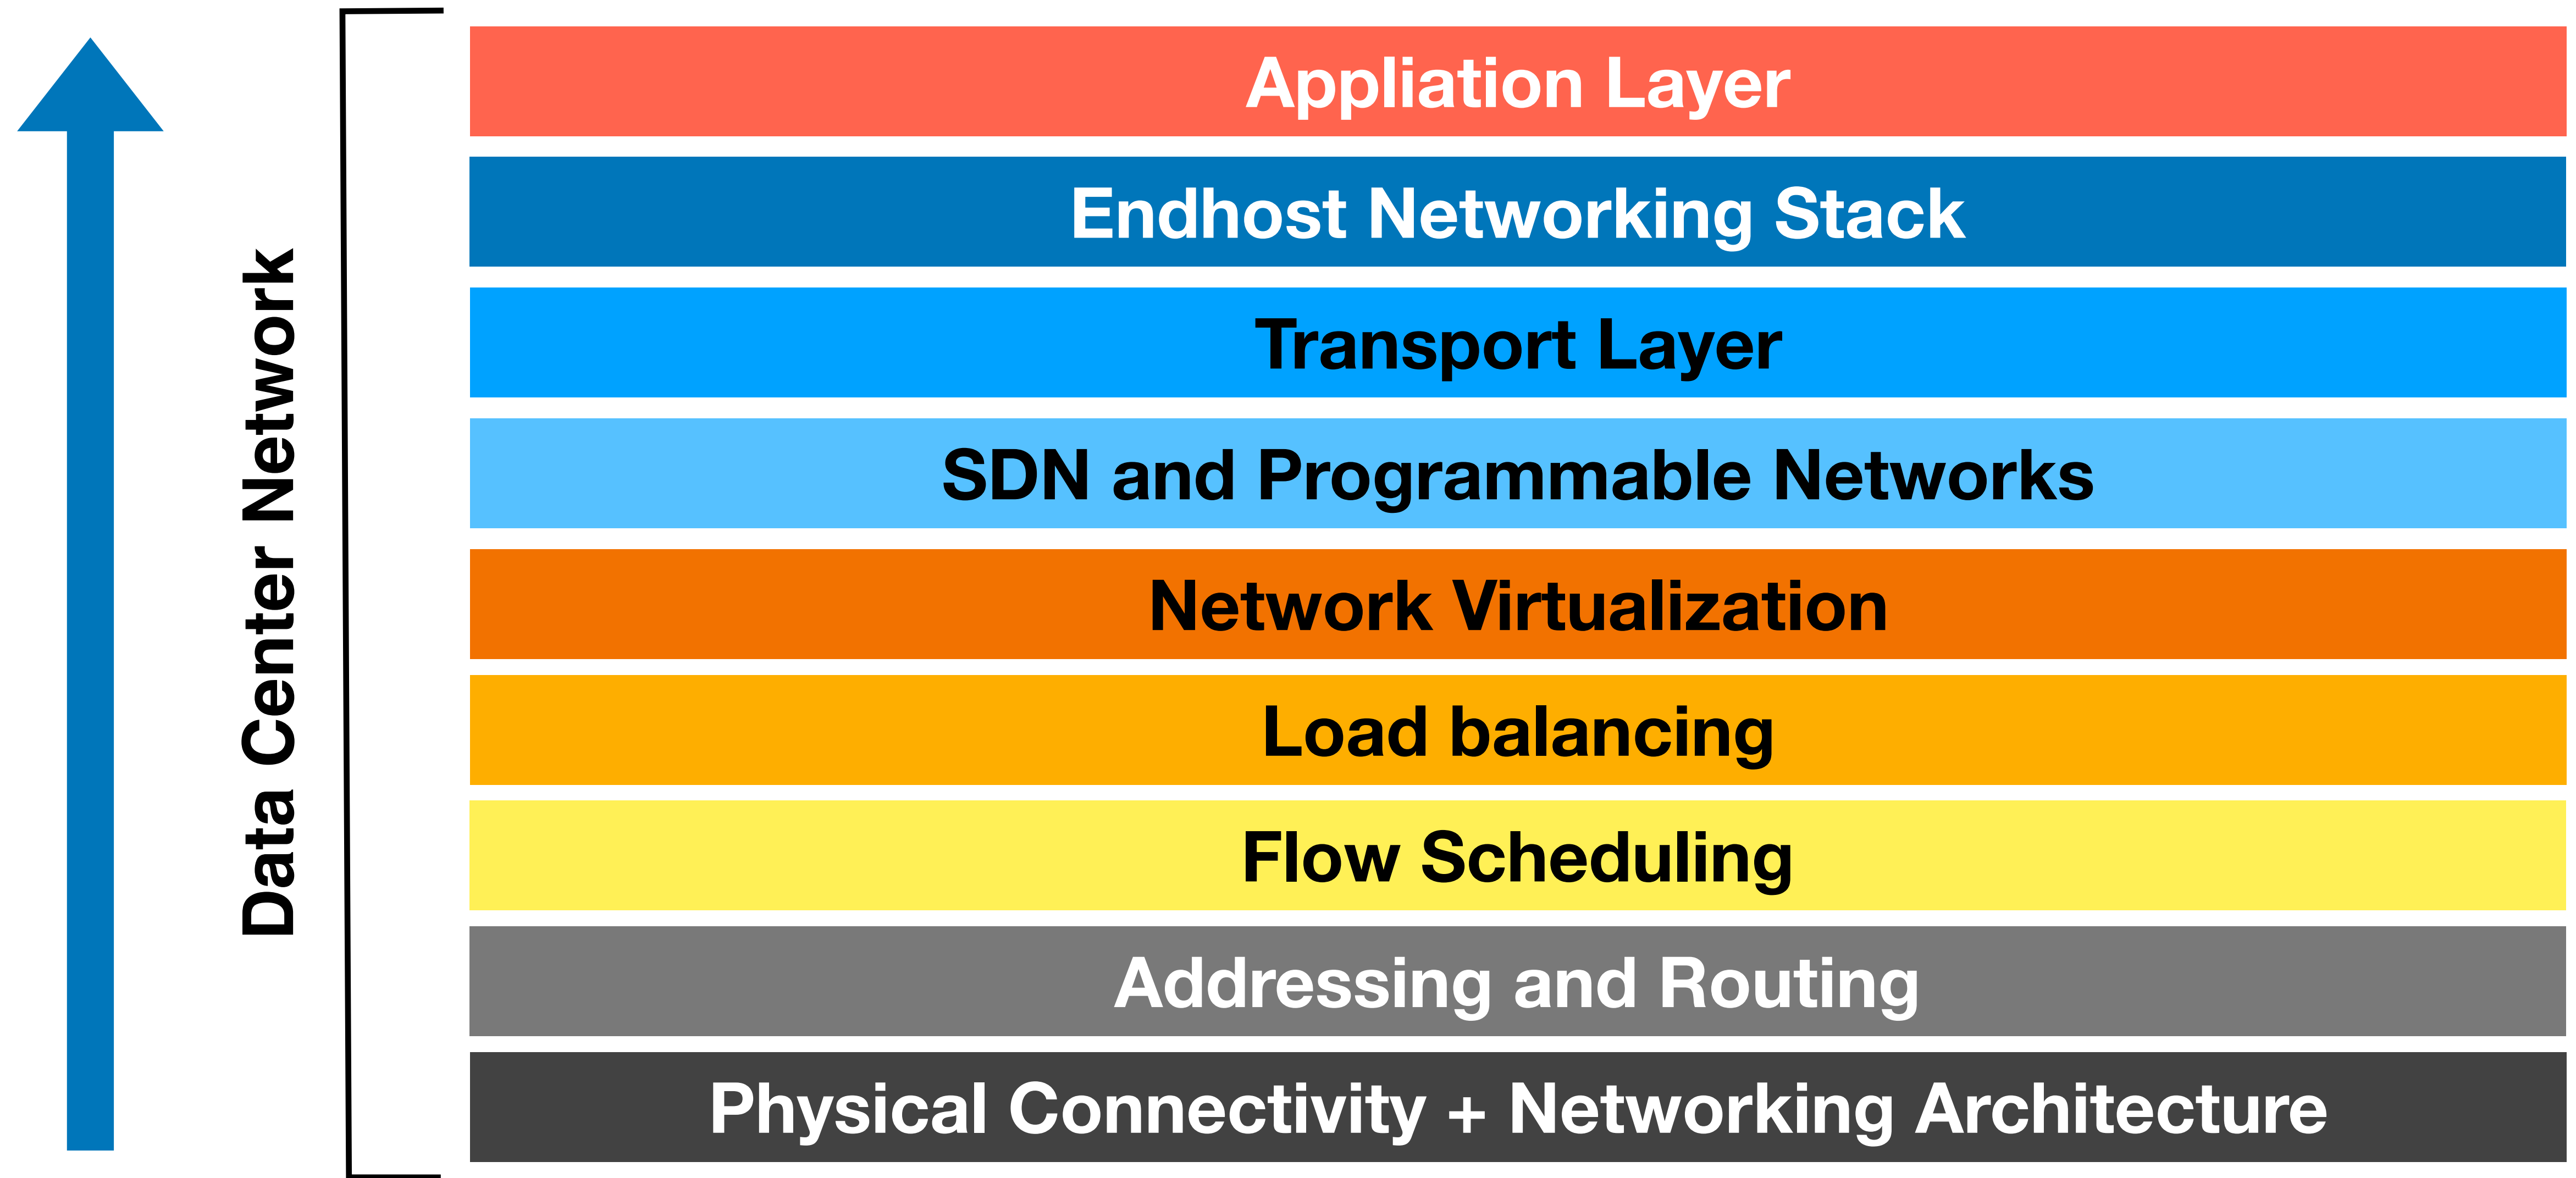 Data Center Network
Appliation Layer
Endhost Networking Stack
Transport Layer
SDN and Programmable Networks
Network Virtualization
Load balancing
Flow Scheduling
Addressing and Routing
Physical Connectivity + Networking Architecture